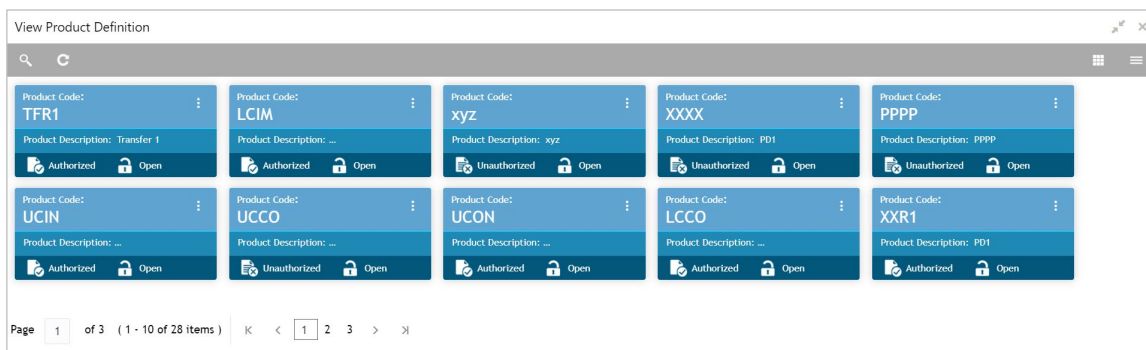 View Product Definition
Product Code:
TFR1
Product Description: Transfer 1
Authorized Open
Product Code:
LCIM
Product Description: ...
Authorized Open
Product Code:
xyz
Product Description: xyz
Unauthorized Open
Product Code:
XXXX
Product Description: PD1
Unauthorized Open
Product Code:
PPPP
Product Description: PPPP
Unauthorized Open
Product Code:
UCIN
Product Description: ...
Authorized Open
Product Code:
UCCO
Product Description: ...
Unauthorized Open
Product Code:
UCON
Product Description: ...
Authorized Open
Product Code:
LCCO
Product Description: ...
Authorized Open
Product Code:
XXR1
Product Description: PD1
Authorized Open
Page 1 of 3 ( 1 - 10 of 28 items ) 1 2 3